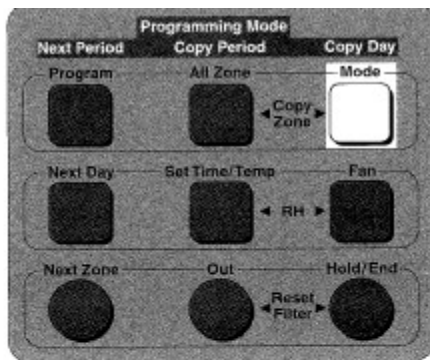 Programming Mode
Next Period Copy Period Copy Day
Program All Zone Mode
Copy Zone
Next Day Set Time/Temp Fan
RH
Next Zone Out Hold/End
Reset Filter